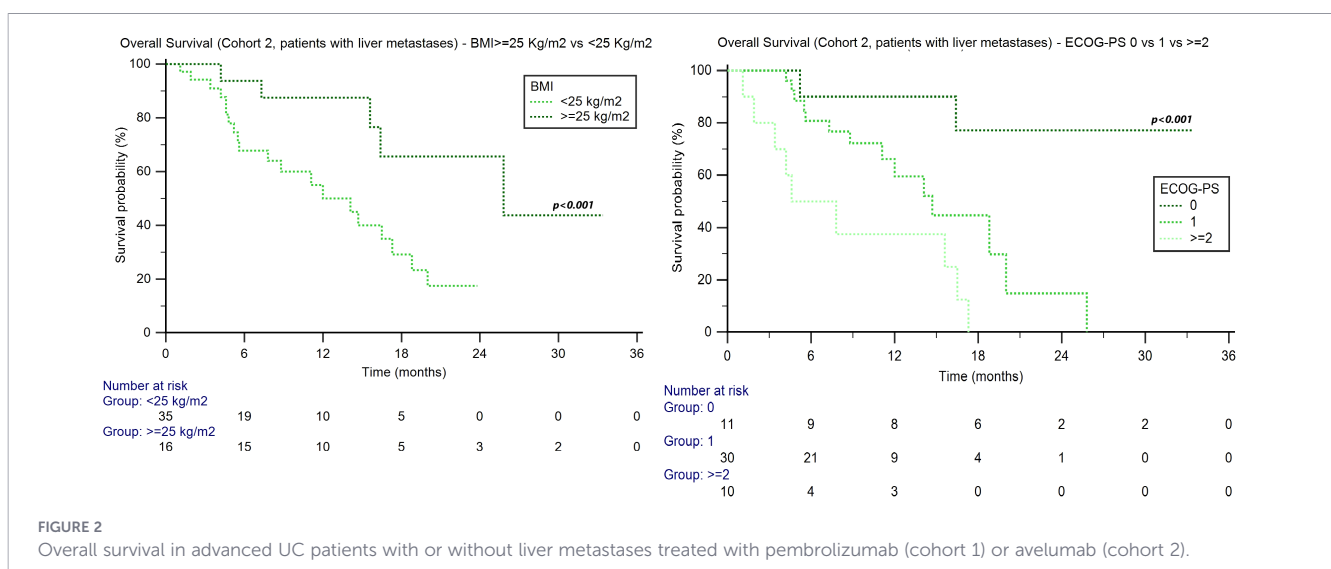 Overall Survival (Cohort 2, patients with liver metastases) - BMI>=25 Kg/m2 vs <25 Kg/m2
100
80
60
40
20
0
Survival probability (%)
BMI
<25 kg/m2
>=25 kg/m2
p<0.001
0 6 12 18 24 30 36
Time (months)
Number at risk
Group: <25 kg/m2
35 19 10 5 0 0 0
Group: >=25 kg/m2
16 15 10 5 3 2 0
Overall Survival (Cohort 2, patients with liver metastases) - ECOG-PS 0 vs 1 vs >=2
100
80
60
40
20
0
Survival probability (%)
p<0.001
ECOG-PS
0
1
>=2
0 6 12 18 24 30 36
Time (months)
Number at risk
Group: 0
11 9 8 6 2 2 0
Group: 1
30 21 9 4 1 0 0
Group: >=2
10 4 3 0 0 0 0
FIGURE 2
Overall survival in advanced UC patients with or without liver metastases treated with pembrolizumab (cohort 1) or avelumab (cohort 2).